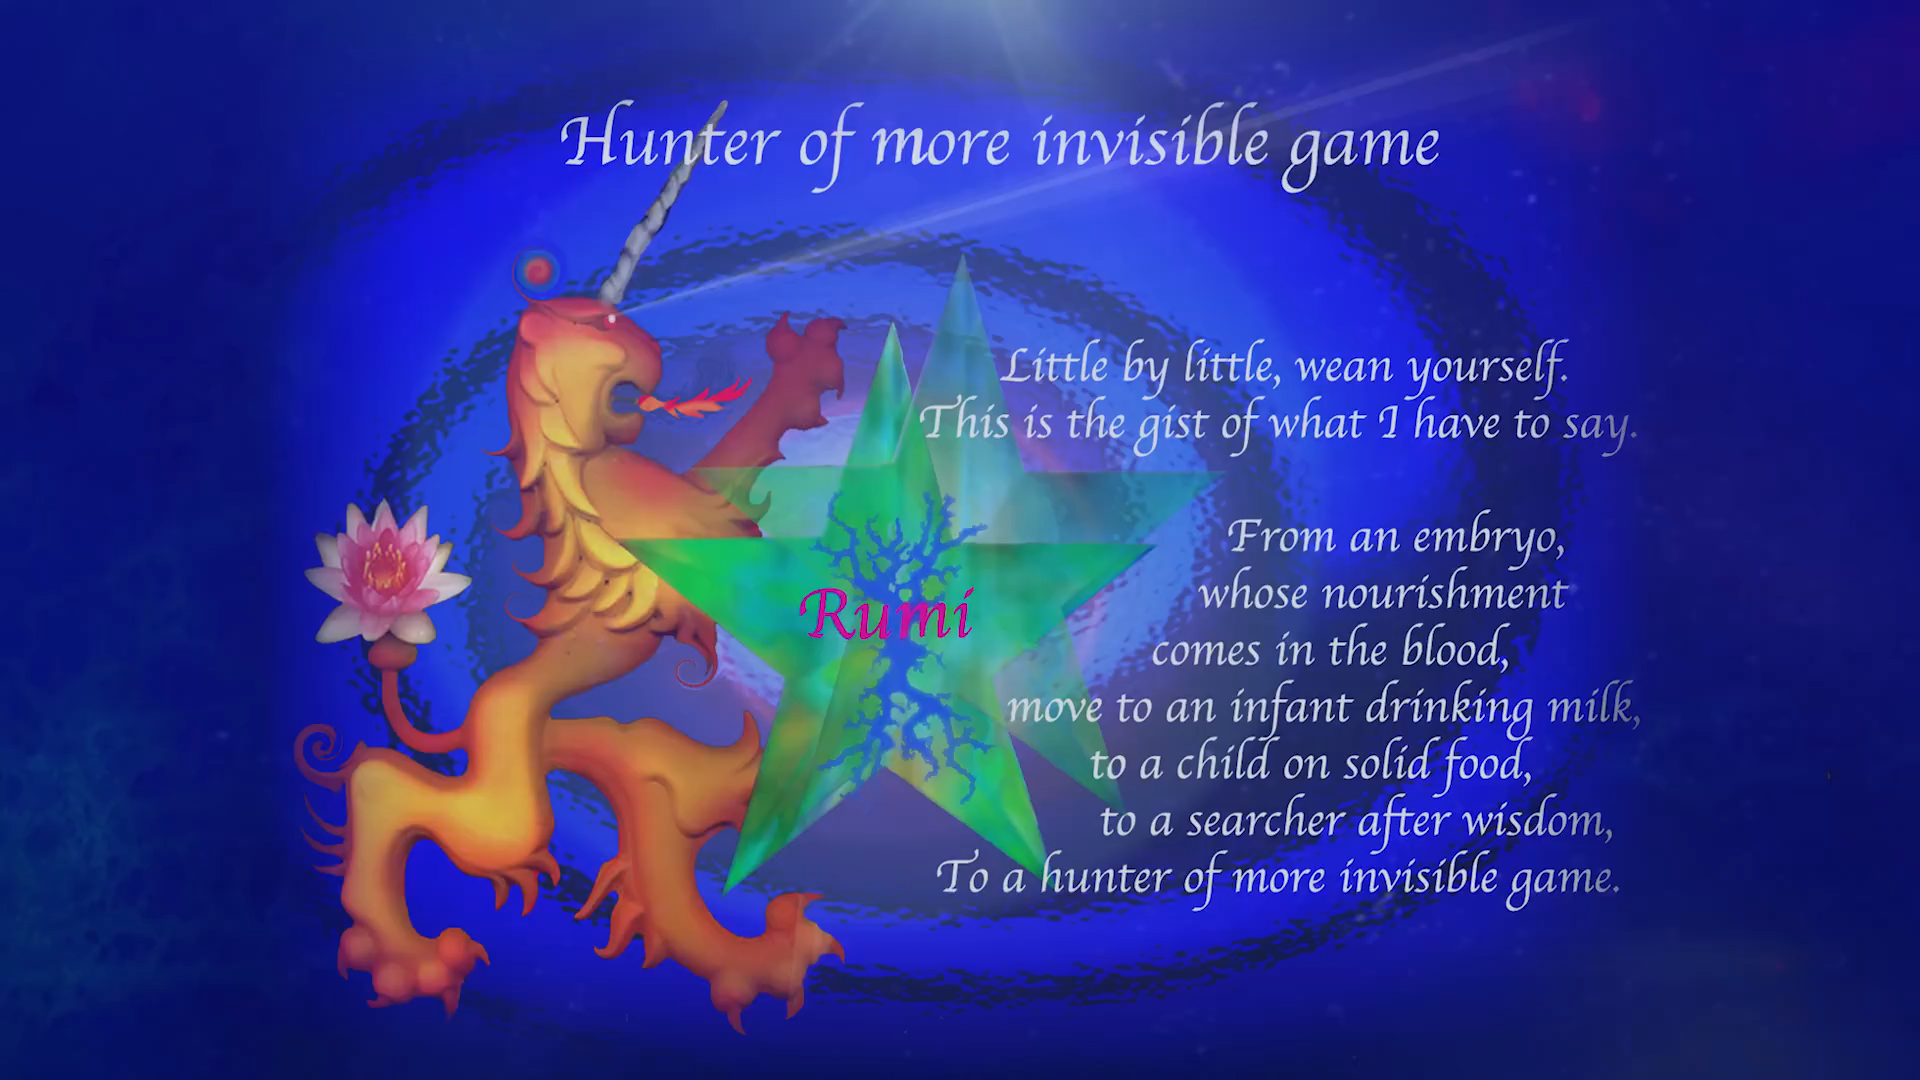 Hunter of more invisible game
Little by little, wean yourself.
This is the gist of what I have to say.
From an embryo,
whose nourishment
comes in the blood,
move to an infant drinking milk,
to a child on solid food,
to a searcher after wisdom,
To a hunter of more invisible game.
Rumi